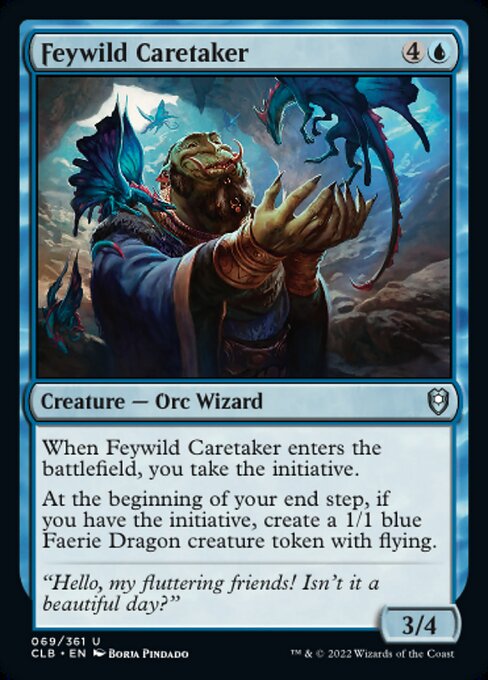 Feywild Caretaker 4
Creature — Orc Wizard
When Feywild Caretaker enters the
battlefield, you take the initiative.
At the beginning of your end step, if
you have the initiative, create a 1/1 blue
Faerie Dragon creature token with flying.
“Hello, my fluttering friends! Isn't it a
beautiful day?”
3/4
069/361 U
CLB • EN Borja Pindado
™ & © 2022 Wizards of the Coast